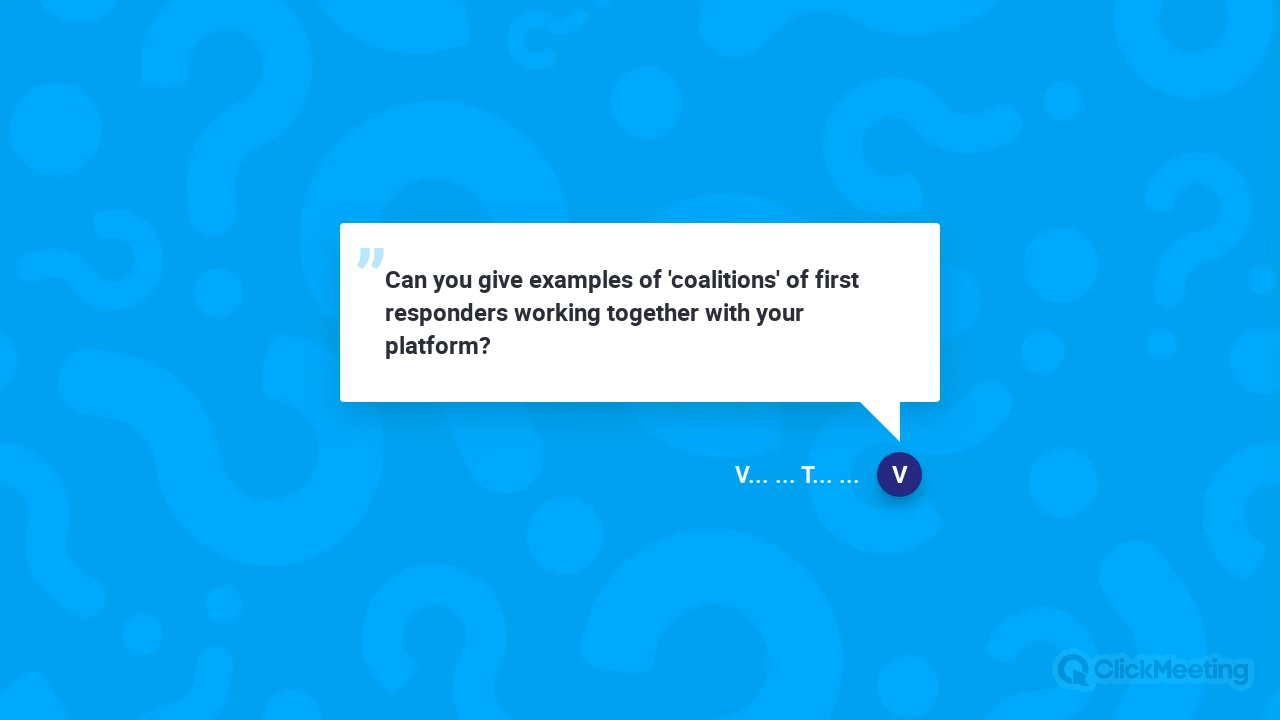 Can you give examples of 'coalitions' of first
responders working together with your
platform?
V... ... T... ...
V
ClickMeeting